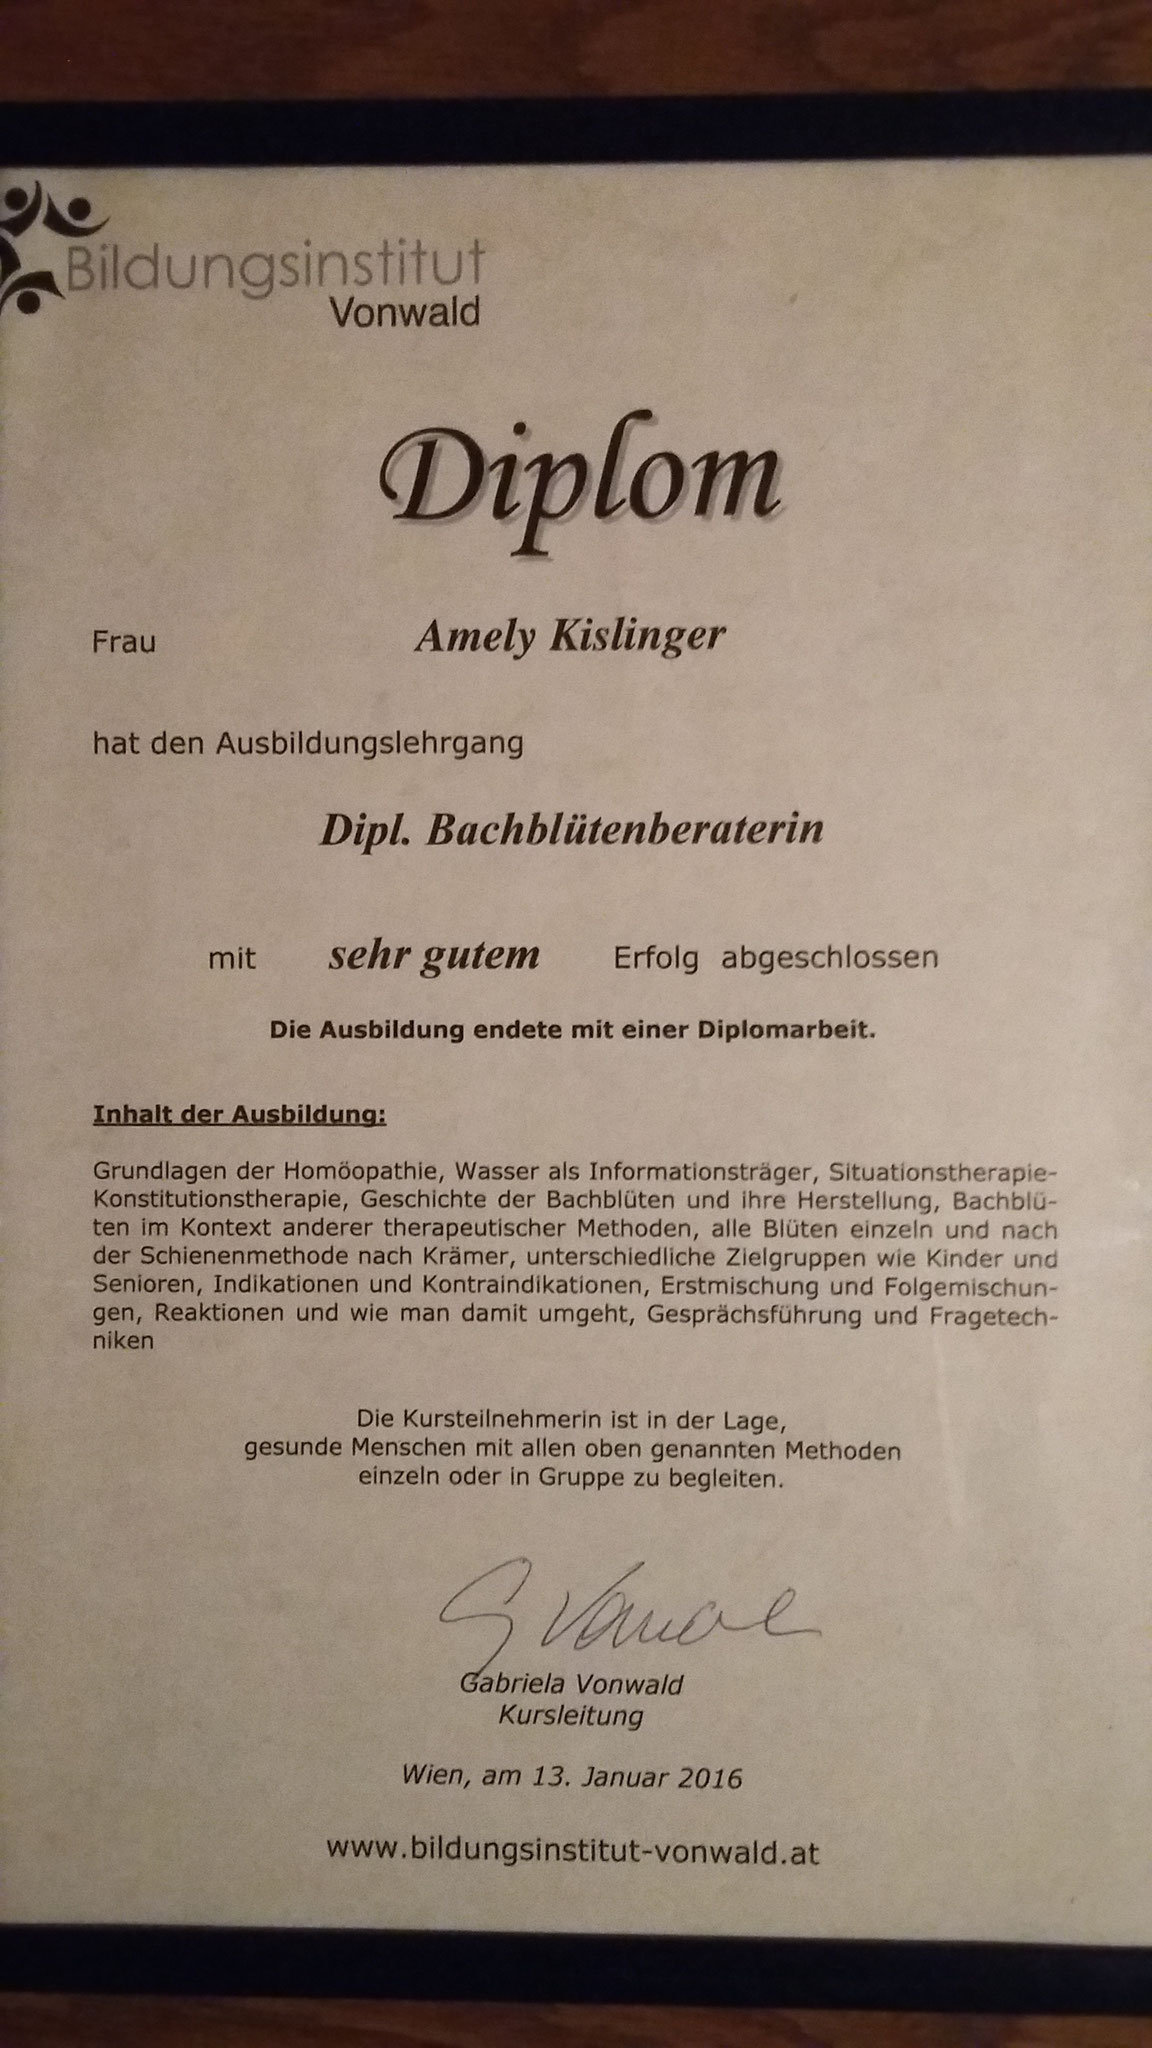 Bildungsinstitut
Vonwald
Diplom
Frau Amely Kislinger
hat den Ausbildungslehrgang
Dipl. Bachblütenberaterin
mit sehr gutem Erfolg abgeschlossen
Die Ausbildung endete mit einer Diplomarbeit.
Inhalt der Ausbildung:
Grundlagen der Homöopathie, Wasser als Informationsträger, Situationstherapie-
Konstitutionstherapie, Geschichte der Bachblüten und ihre Herstellung, Bachblü-
ten im Kontext anderer therapeutischer Methoden, alle Blüten einzeln und nach
der Schienenmethode nach Krämer, unterschiedliche Zielgruppen wie Kinder und
Senioren, Indikationen und Kontraindikationen, Erstmischung und Folgemischun-
gen, Reaktionen und wie man damit umgeht, Gesprächsführung und Fragetech-
niken
Die Kursteilnehmerin ist in der Lage,
gesunde Menschen mit allen oben genannten Methoden
einzeln oder in Gruppe zu begleiten.
Gabriela Vonwald
Kursleitung
Wien, am 13. Januar 2016
www.bildungsinstitut-vonwald.at